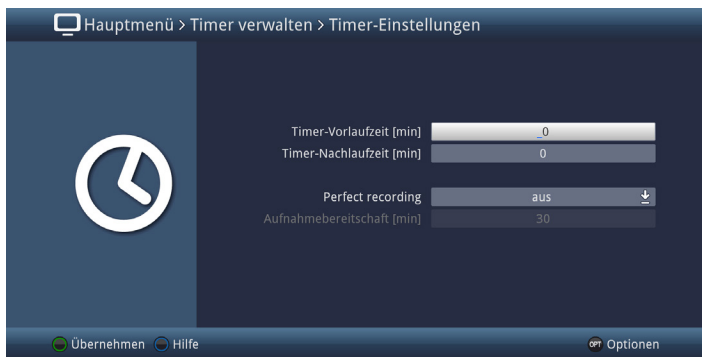 Hauptmenü > Timer verwalten > Timer-Einstellungen
Timer-Vorlaufzeit [min] _0
Timer-Nachlaufzeit [min] 0
Perfect recording aus
Aufnahmebereitschaft [min] 30
Übernehmen Hilfe OPT Optionen